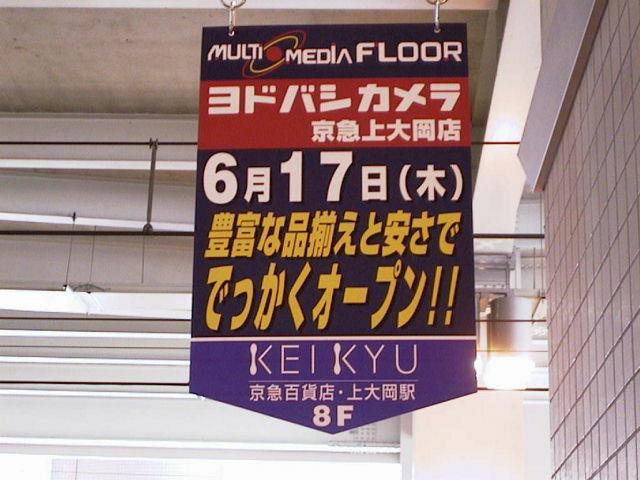 MULTI MEDIA FLOOR
ヨドバシカメラ
京急上大岡店
6月17日(木)
豊富な品揃えと安さで
でっかくオープン!!
KEIKYU
京急百貨店・上大岡駅
8F